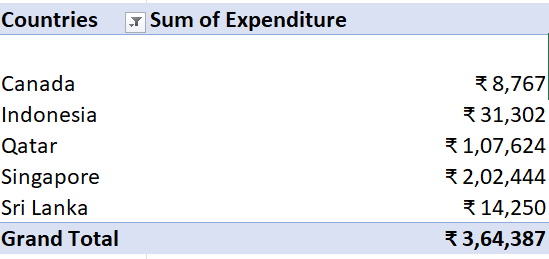 Countries Sum of Expenditure
Canada ₹ 8,767
Indonesia ₹ 31,302
Qatar ₹ 1,07,624
Singapore ₹ 2,02,444
Sri Lanka ₹ 14,250
Grand Total ₹ 3,64,387